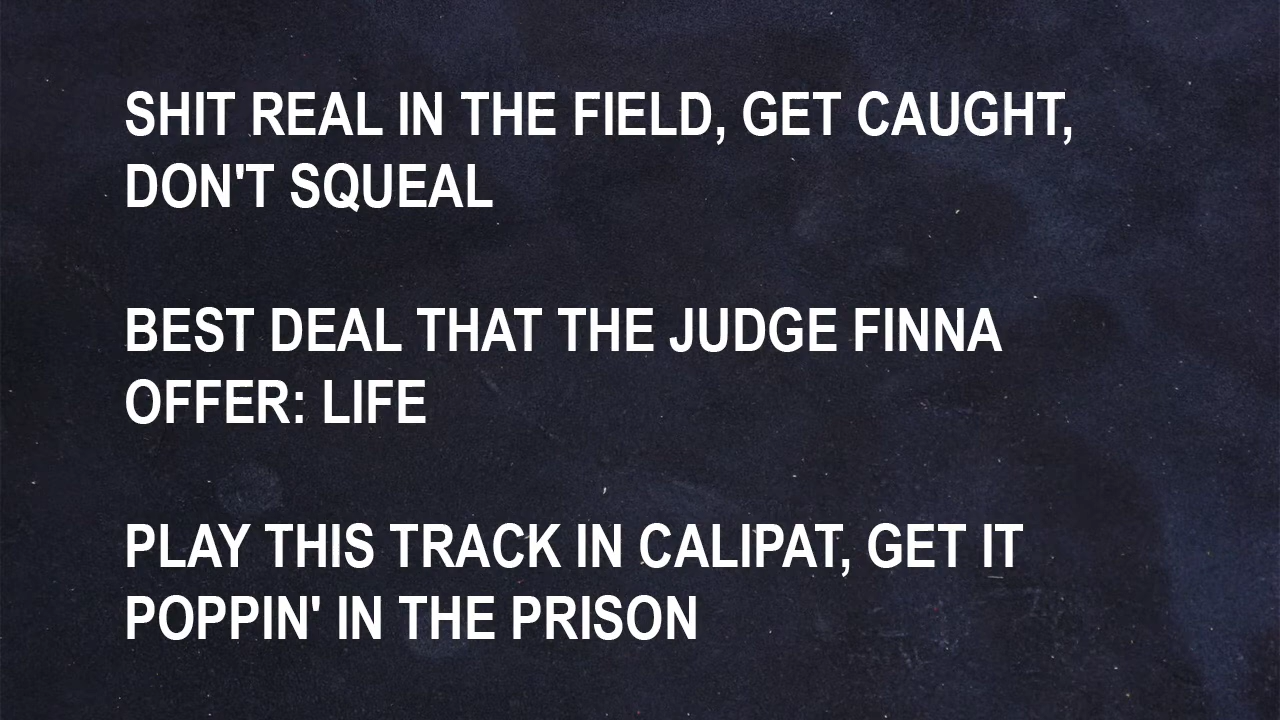 SHIT REAL IN THE FIELD, GET CAUGHT,
DON'T SQUEAL
BEST DEAL THAT THE JUDGE FINNA
OFFER: LIFE
PLAY THIS TRACK IN CALIPAT, GET IT
POPPIN' IN THE PRISON